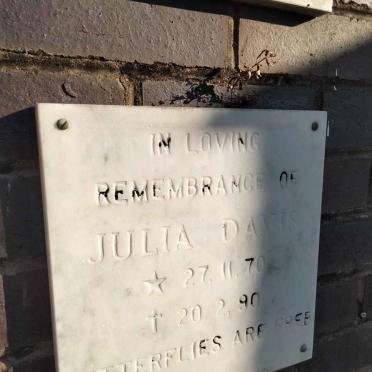 IN LOVING
REMEMBRANCE OF
JULIA DAVIS
☆ 27.11.70
† 20.2.90
BUTTERFLIES ARE FREE